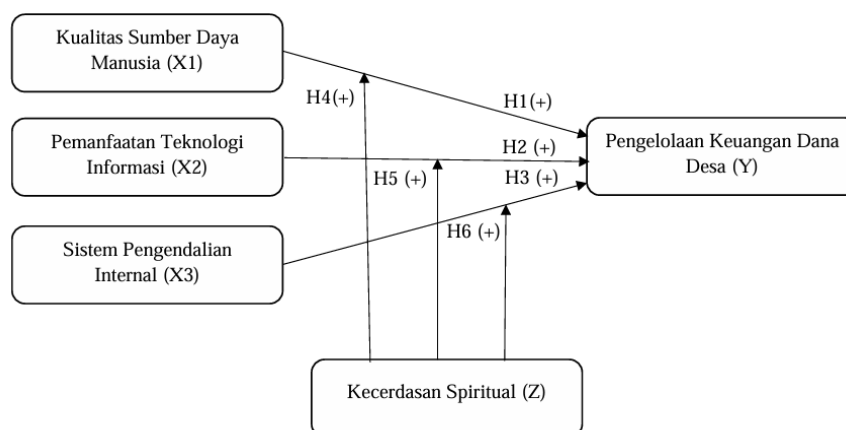 Kualitas Sumber Daya
Manusia (X1)
H4(+)
H1(+)
Pemanfaatan Teknologi
Informasi (X2)
H2 (+)
Pengelolaan Keuangan Dana
Desa (Y)
H5 (+)
H3 (+)
Sistem Pengendalian
Internal (X3)
H6 (+)
Kecerdasan Spiritual (Z)